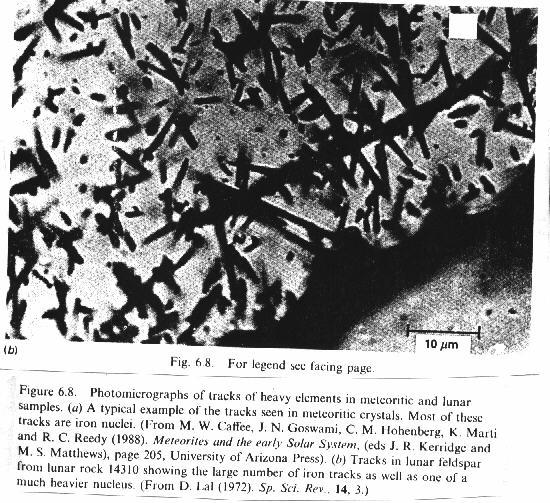 (b)
10 μm
Fig. 6.8. For legend see facing page.
Figure 6.8. Photomicrographs of tracks of heavy elements in meteoritic and lunar
samples. (a) A typical example of the tracks seen in meteoritic crystals. Most of these
tracks are iron nuclei. (From M. W. Caffee, J. N. Goswami, C. M. Hohenberg, K. Marti
and R. C. Reedy (1988). Meteorites and the early Solar System, (eds J. R. Kerridge and
M. S. Matthews), page 205, University of Arizona Press). (b) Tracks in lunar feldspar
from lunar rock 14310 showing the large number of iron tracks as well as one of a
much heavier nucleus. (From D. Lal (1972). Sp. Sci. Rev., 14, 3.)